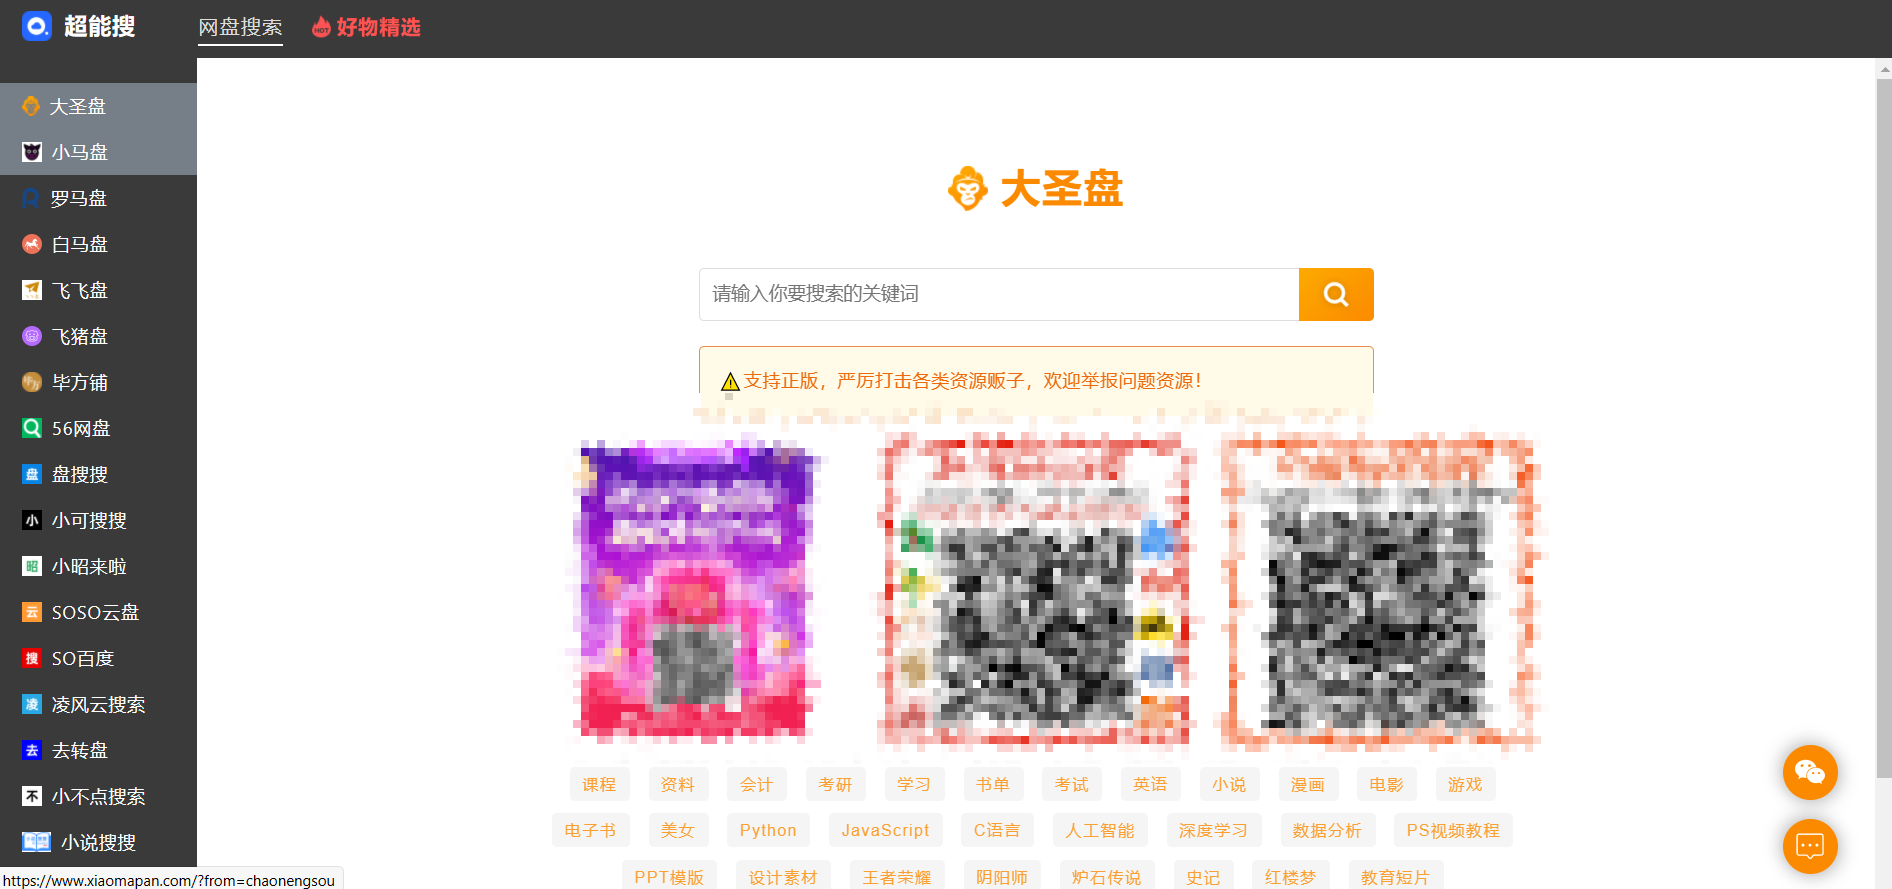 超能搜
网盘搜索
HOT 好物精选
大圣盘
小马盘
罗马盘
白马盘
飞飞盘
飞猪盘
毕方铺
56网盘
盘 盘搜搜
小 小可搜搜
昭 小昭来啦
云 SOSO云盘
搜 SO百度
凌 凌风云搜索
去 去转盘
不 小不点搜索
小说搜搜
大圣盘
请输入你要搜索的关键词
支持正版，严厉打击各类资源贩子，欢迎举报问题资源！
课程 资料 会计 考研 学习 书单 考试 英语 小说 漫画 电影 游戏
电子书 美女 Python JavaScript C语言 人工智能 深度学习 数据分析 PS视频教程
PPT模版 设计素材 王者荣耀 阴阳师 炉石传说 史记 红楼梦 教育短片
https://www.xiaomapan.com/?from=chaonengsou